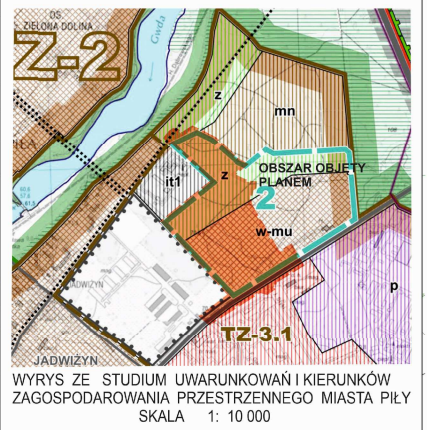 OS.
ZIELONA DOLINA
Z-2
Gwda
z
mn
OBSZAR OBJĘTY
PLANEM
it1
z
2
w-mu
p
JADWIŻYN
TZ-3.1
JADWIŻYN
WYRYS ZE STUDIUM UWARUNKOWAŃ I KIERUNKÓW
ZAGOSPODAROWANIA PRZESTRZENNEGO MIASTA PIŁY
SKALA 1: 10 000